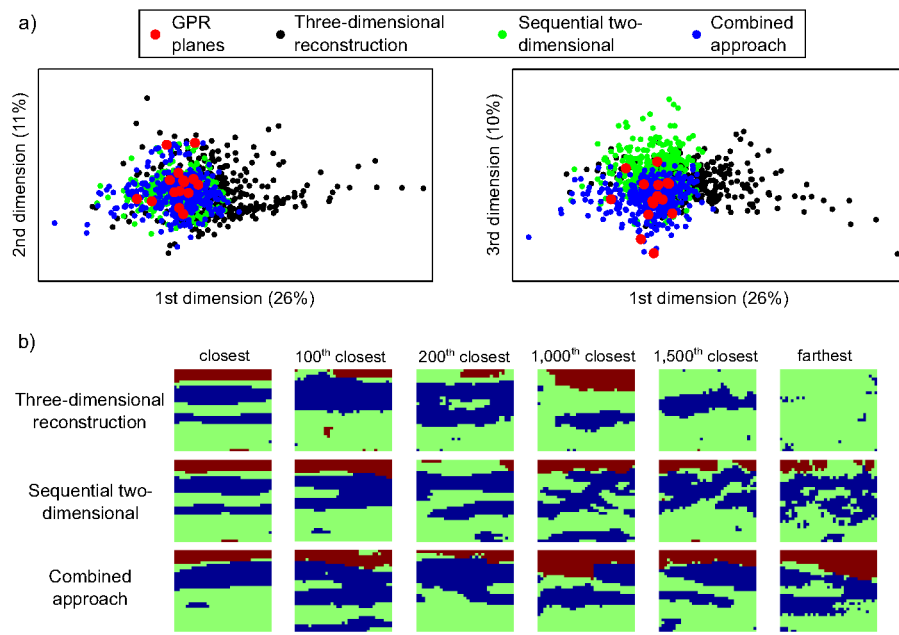 a)
GPR planes
Three-dimensional reconstruction
Sequential two-dimensional
Combined approach
2nd dimension (11%)
1st dimension (26%)
3rd dimension (10%)
1st dimension (26%)
b)
closest 100th closest 200th closest 1,000th closest 1,500th closest farthest
Three-dimensional
reconstruction
Sequential two-
dimensional
Combined
approach